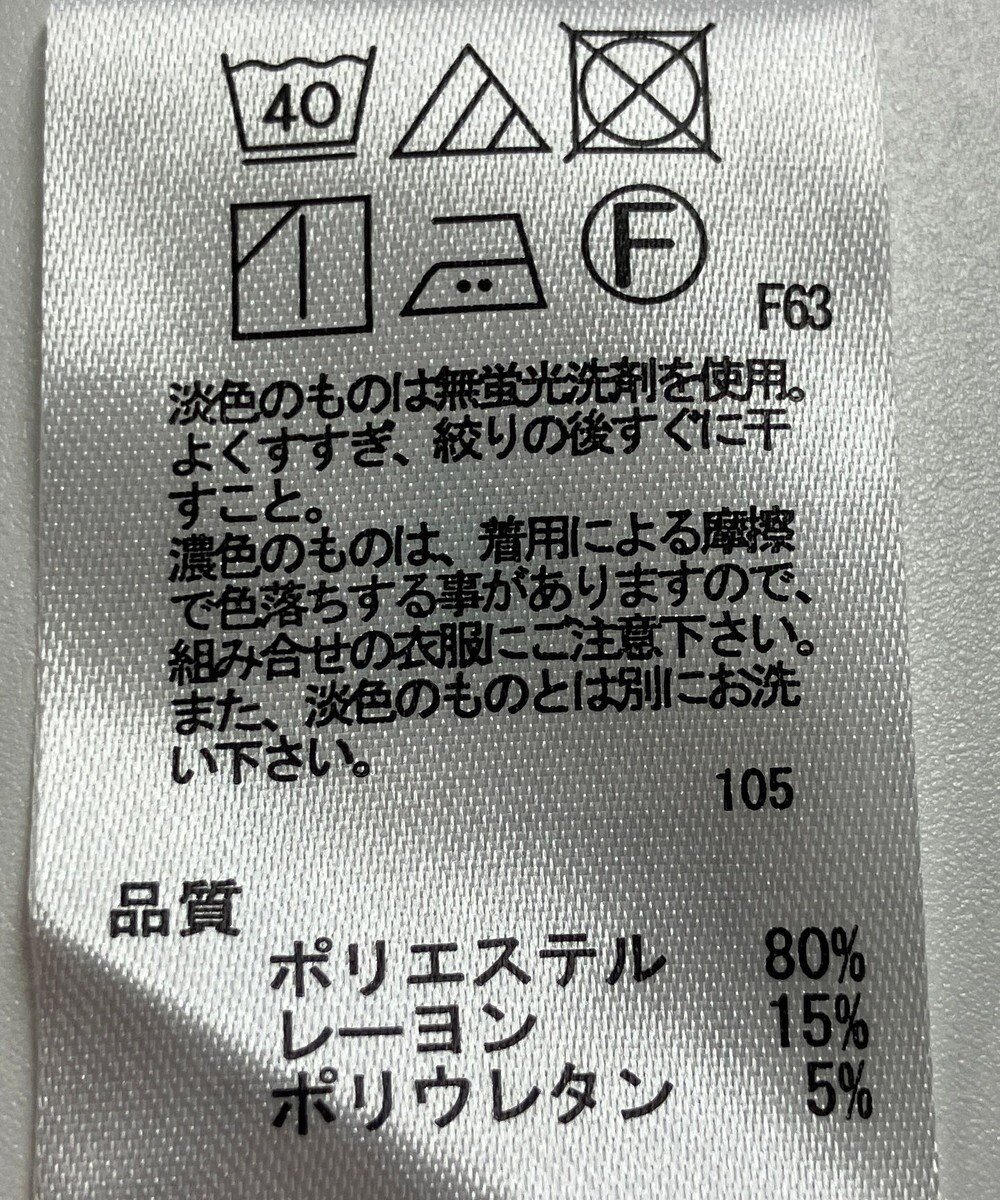 40
F
F63
淡色のものは無蛍光洗剤を使用。
よくすすぎ、絞りの後すぐに干
すこと。
濃色のものは、着用による摩擦
で色落ちする事がありますので、
組み合せの衣服にご注意下さい。
また、淡色のものとは別にお洗
い下さい。
105
品質
ポリエステル 80%
レーヨン 15%
ポリウレタン 5%